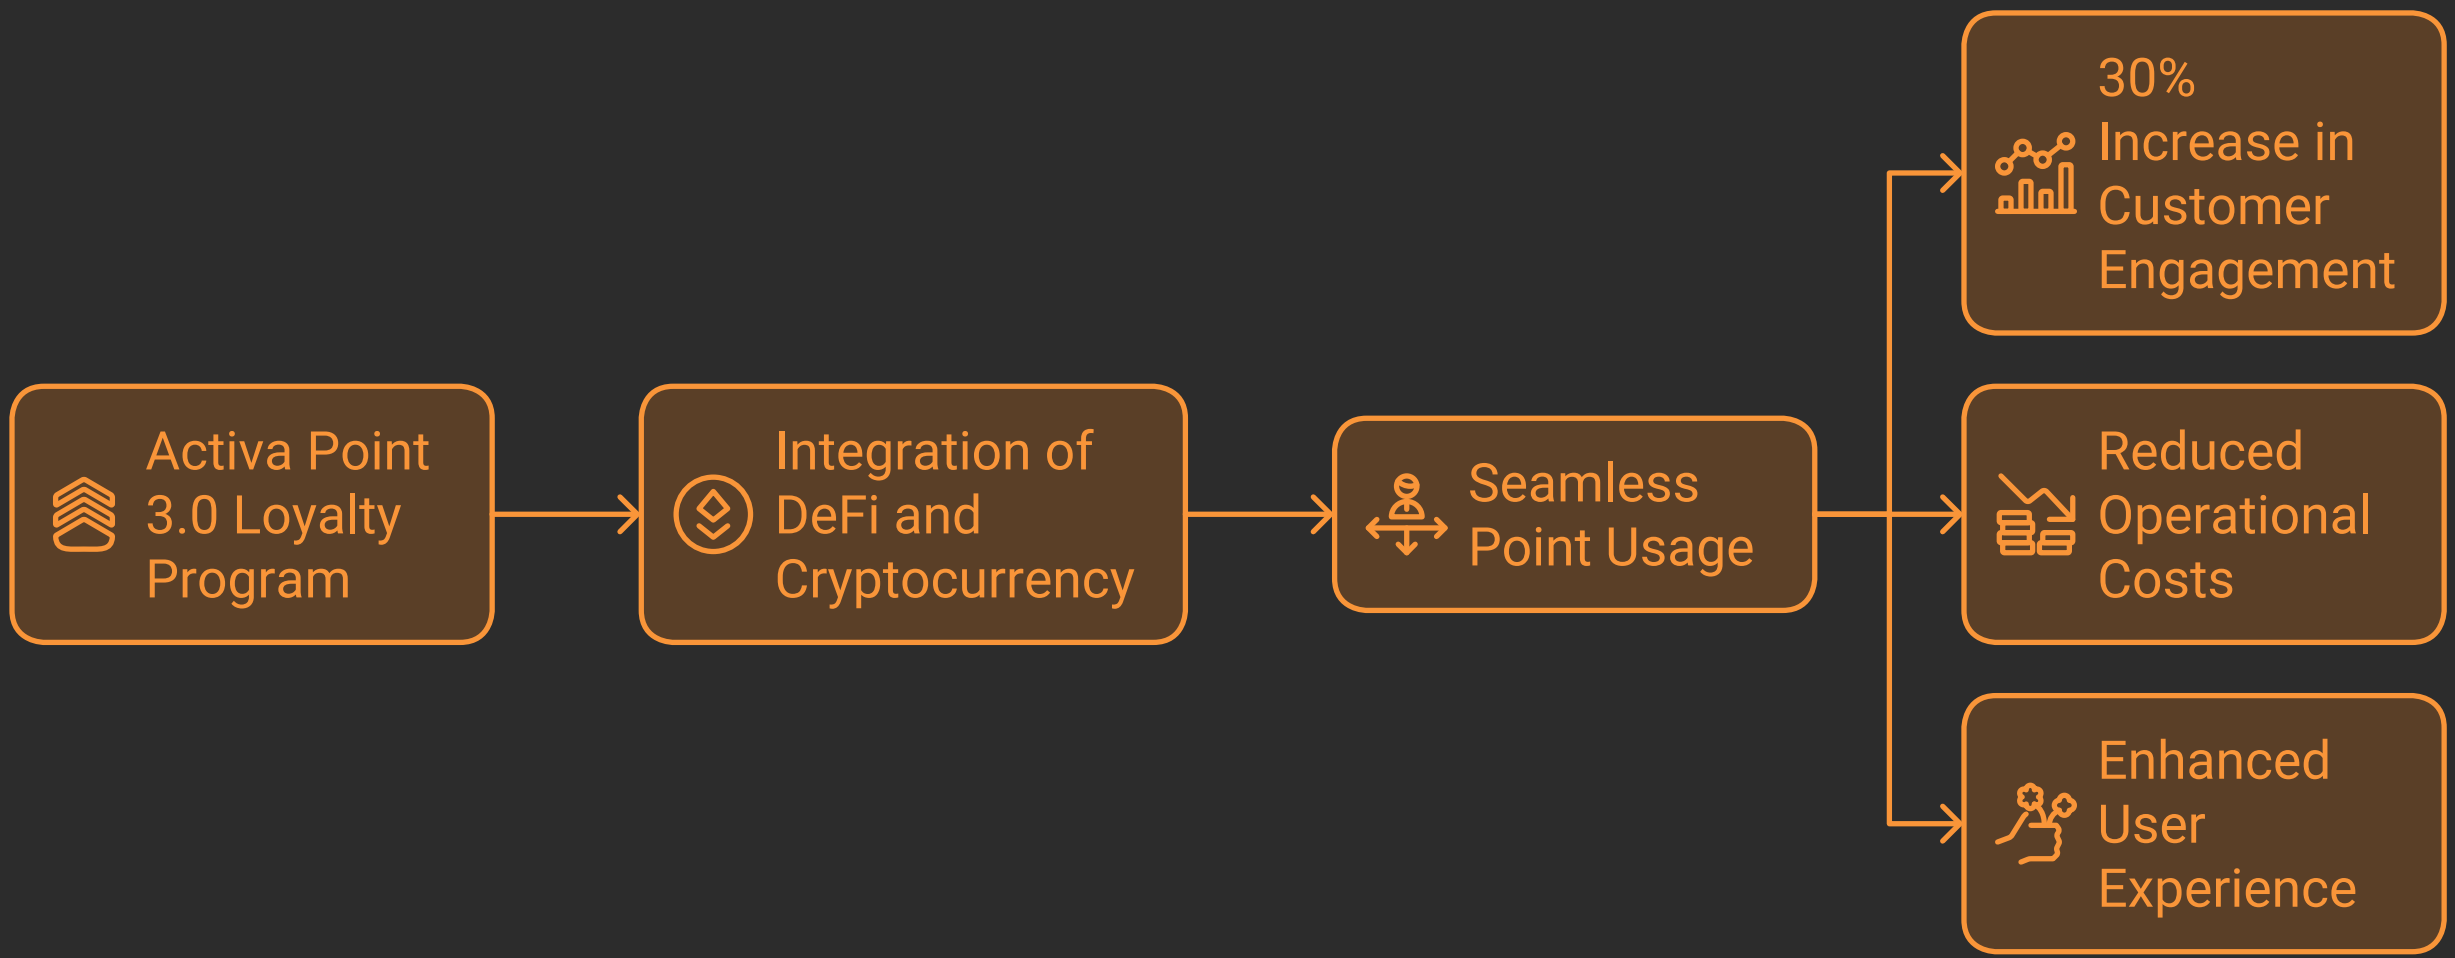 Activa Point
3.0 Loyalty
Program
Integration of
DeFi and
Cryptocurrency
Seamless
Point Usage
30%
Increase in
Customer
Engagement
Reduced
Operational
Costs
Enhanced
User
Experience